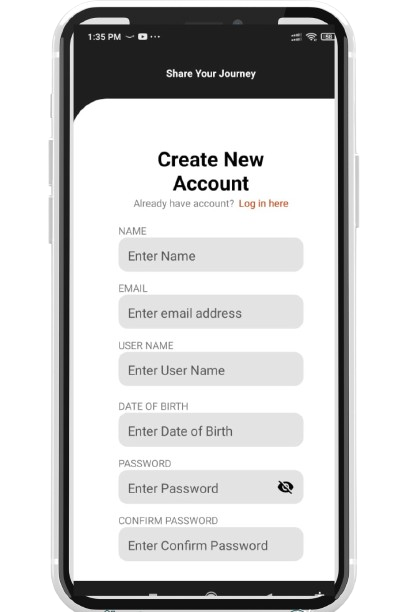 1:35 PM
58
Share Your Journey
Create New
Account
Already have account? Log in here
NAME
Enter Name
EMAIL
Enter email address
USER NAME
Enter User Name
DATE OF BIRTH
Enter Date of Birth
PASSWORD
Enter Password
CONFIRM PASSWORD
Enter Confirm Password